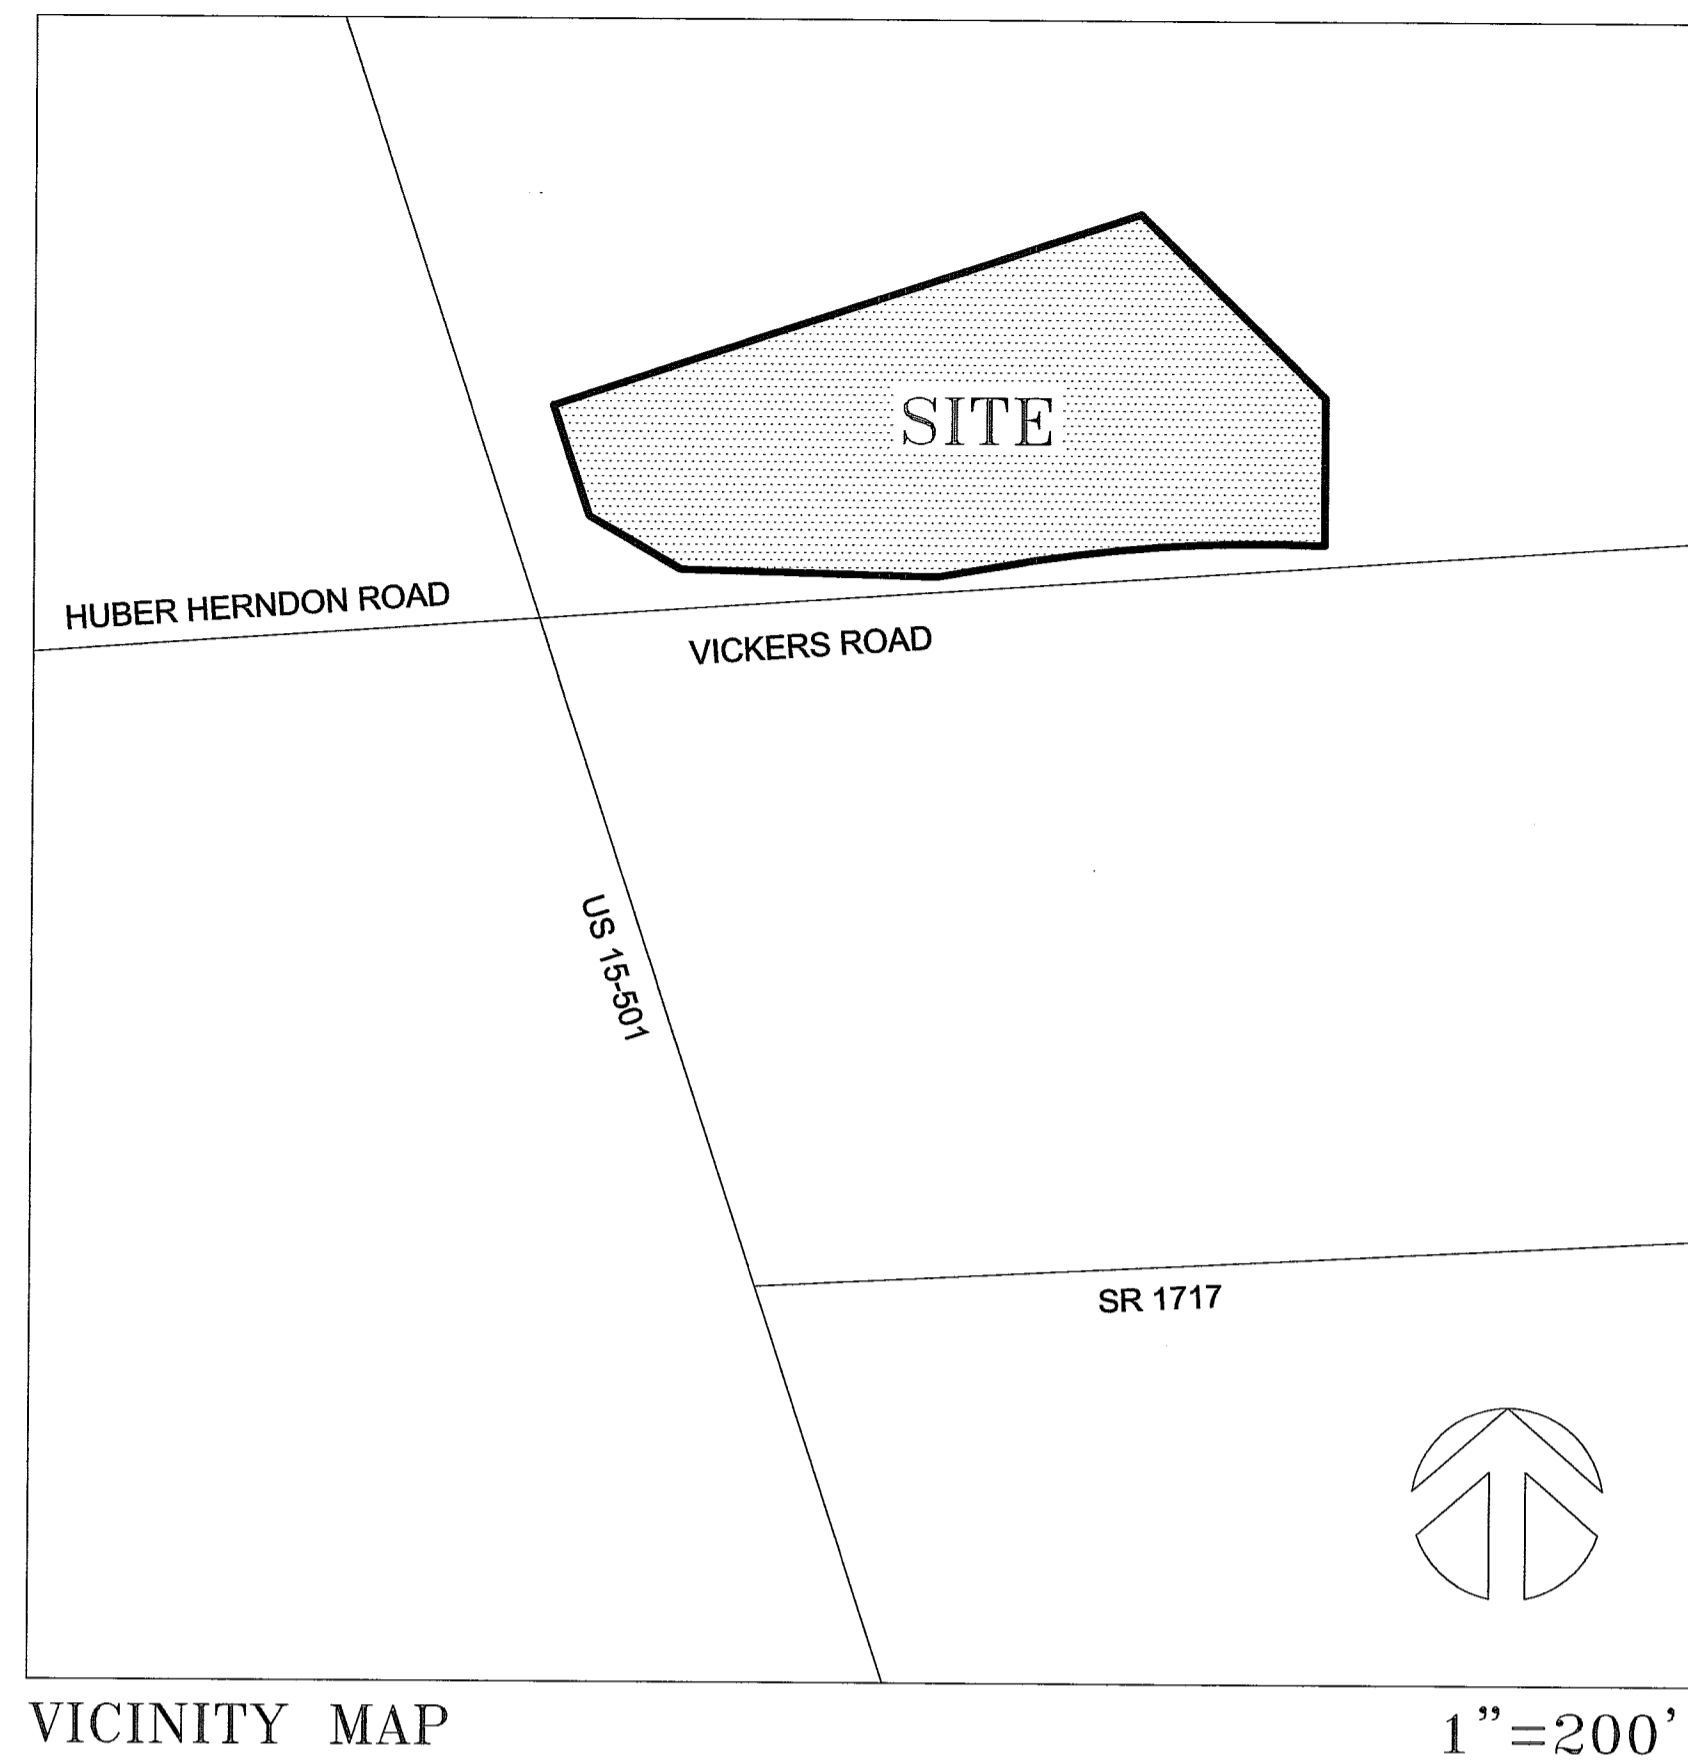 SITE
HUBER HERNDON ROAD
VICKERS ROAD
US 15-501
SR 1717
VICINITY MAP
1"=200'